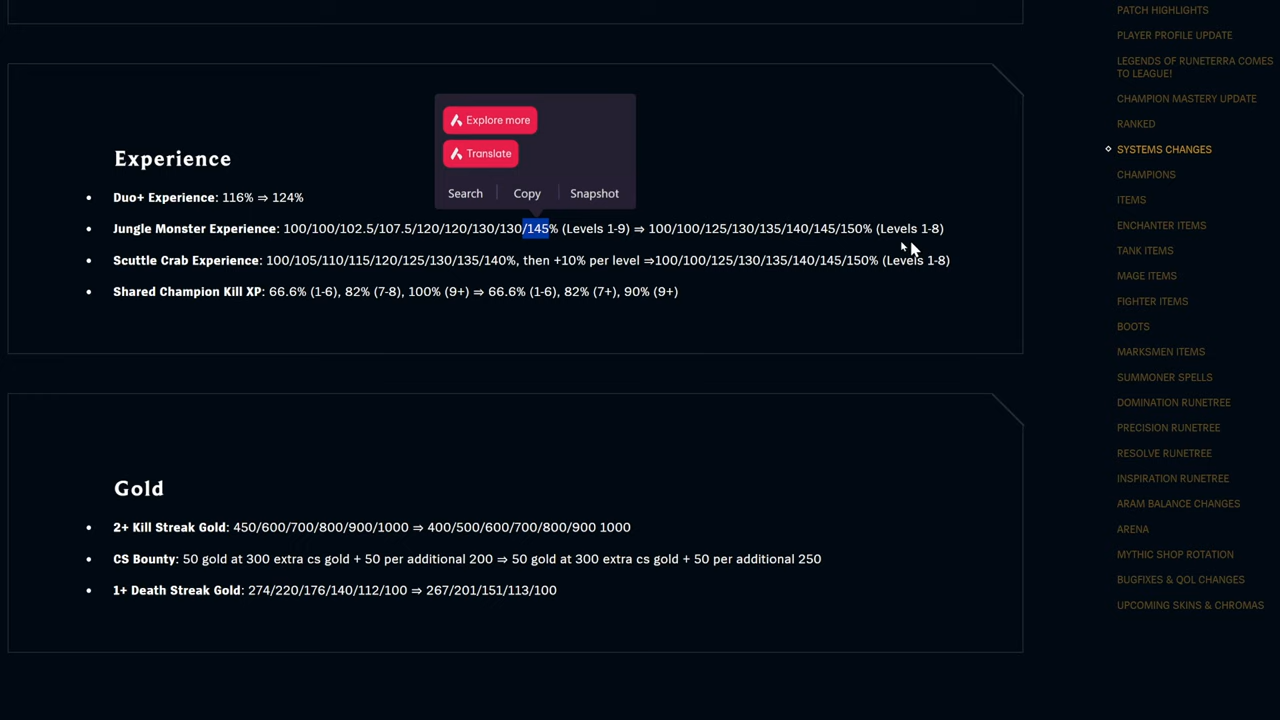 PATCH HIGHLIGHTS
PLAYER PROFILE UPDATE
LEGENDS OF RUNETERRA COMES
TO LEAGUE!
CHAMPION MASTERY UPDATE
RANKED
SYSTEMS CHANGES
CHAMPIONS
ITEMS
ENCHANTER ITEMS
TANK ITEMS
MAGE ITEMS
FIGHTER ITEMS
BOOTS
MARKSMEN ITEMS
SUMMONER SPELLS
DOMINATION RUNETREE
PRECISION RUNETREE
RESOLVE RUNETREE
INSPIRATION RUNETREE
ARAM BALANCE CHANGES
ARENA
MYTHIC SHOP ROTATION
BUGFIXES & QOL CHANGES
UPCOMING SKINS & CHROMAS
Explore more
Translate
Search | Copy | Snapshot
Experience
• Duo+ Experience: 116% ⇒ 124%
• Jungle Monster Experience: 100/100/102.5/107.5/120/120/130/130/145% (Levels 1-9) ⇒ 100/100/125/130/135/140/145/150% (Levels 1-8)
• Scuttle Crab Experience: 100/105/110/115/120/125/130/135/140%, then +10% per level ⇒100/100/125/130/135/140/145/150% (Levels 1-8)
• Shared Champion Kill XP: 66.6% (1-6), 82% (7-8), 100% (9+) ⇒ 66.6% (1-6), 82% (7+), 90% (9+)
Gold
• 2+ Kill Streak Gold: 450/600/700/800/900/1000 ⇒ 400/500/600/700/800/900 1000
• CS Bounty: 50 gold at 300 extra cs gold + 50 per additional 200 ⇒ 50 gold at 300 extra cs gold + 50 per additional 250
• 1+ Death Streak Gold: 274/220/176/140/112/100 ⇒ 267/201/151/113/100